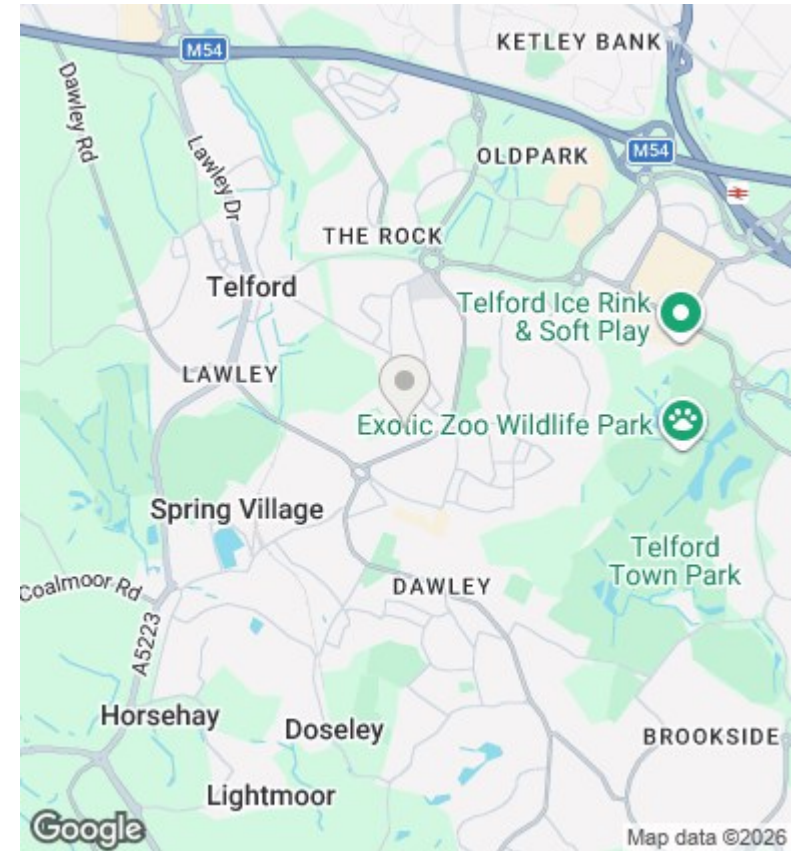 M54
KETLEY BANK
Dawley Rd
Lawley Dr
OLDPARK
M54
THE ROCK
Telford
Telford Ice Rink
& Soft Play
LAWLEY
Exotic Zoo Wildlife Park
Spring Village
Telford
Town Park
Coalmoor Rd
DAWLEY
A5223
Horsehay
Doseley
BROOKSIDE
Lightmoor
Google
Map data ©2026